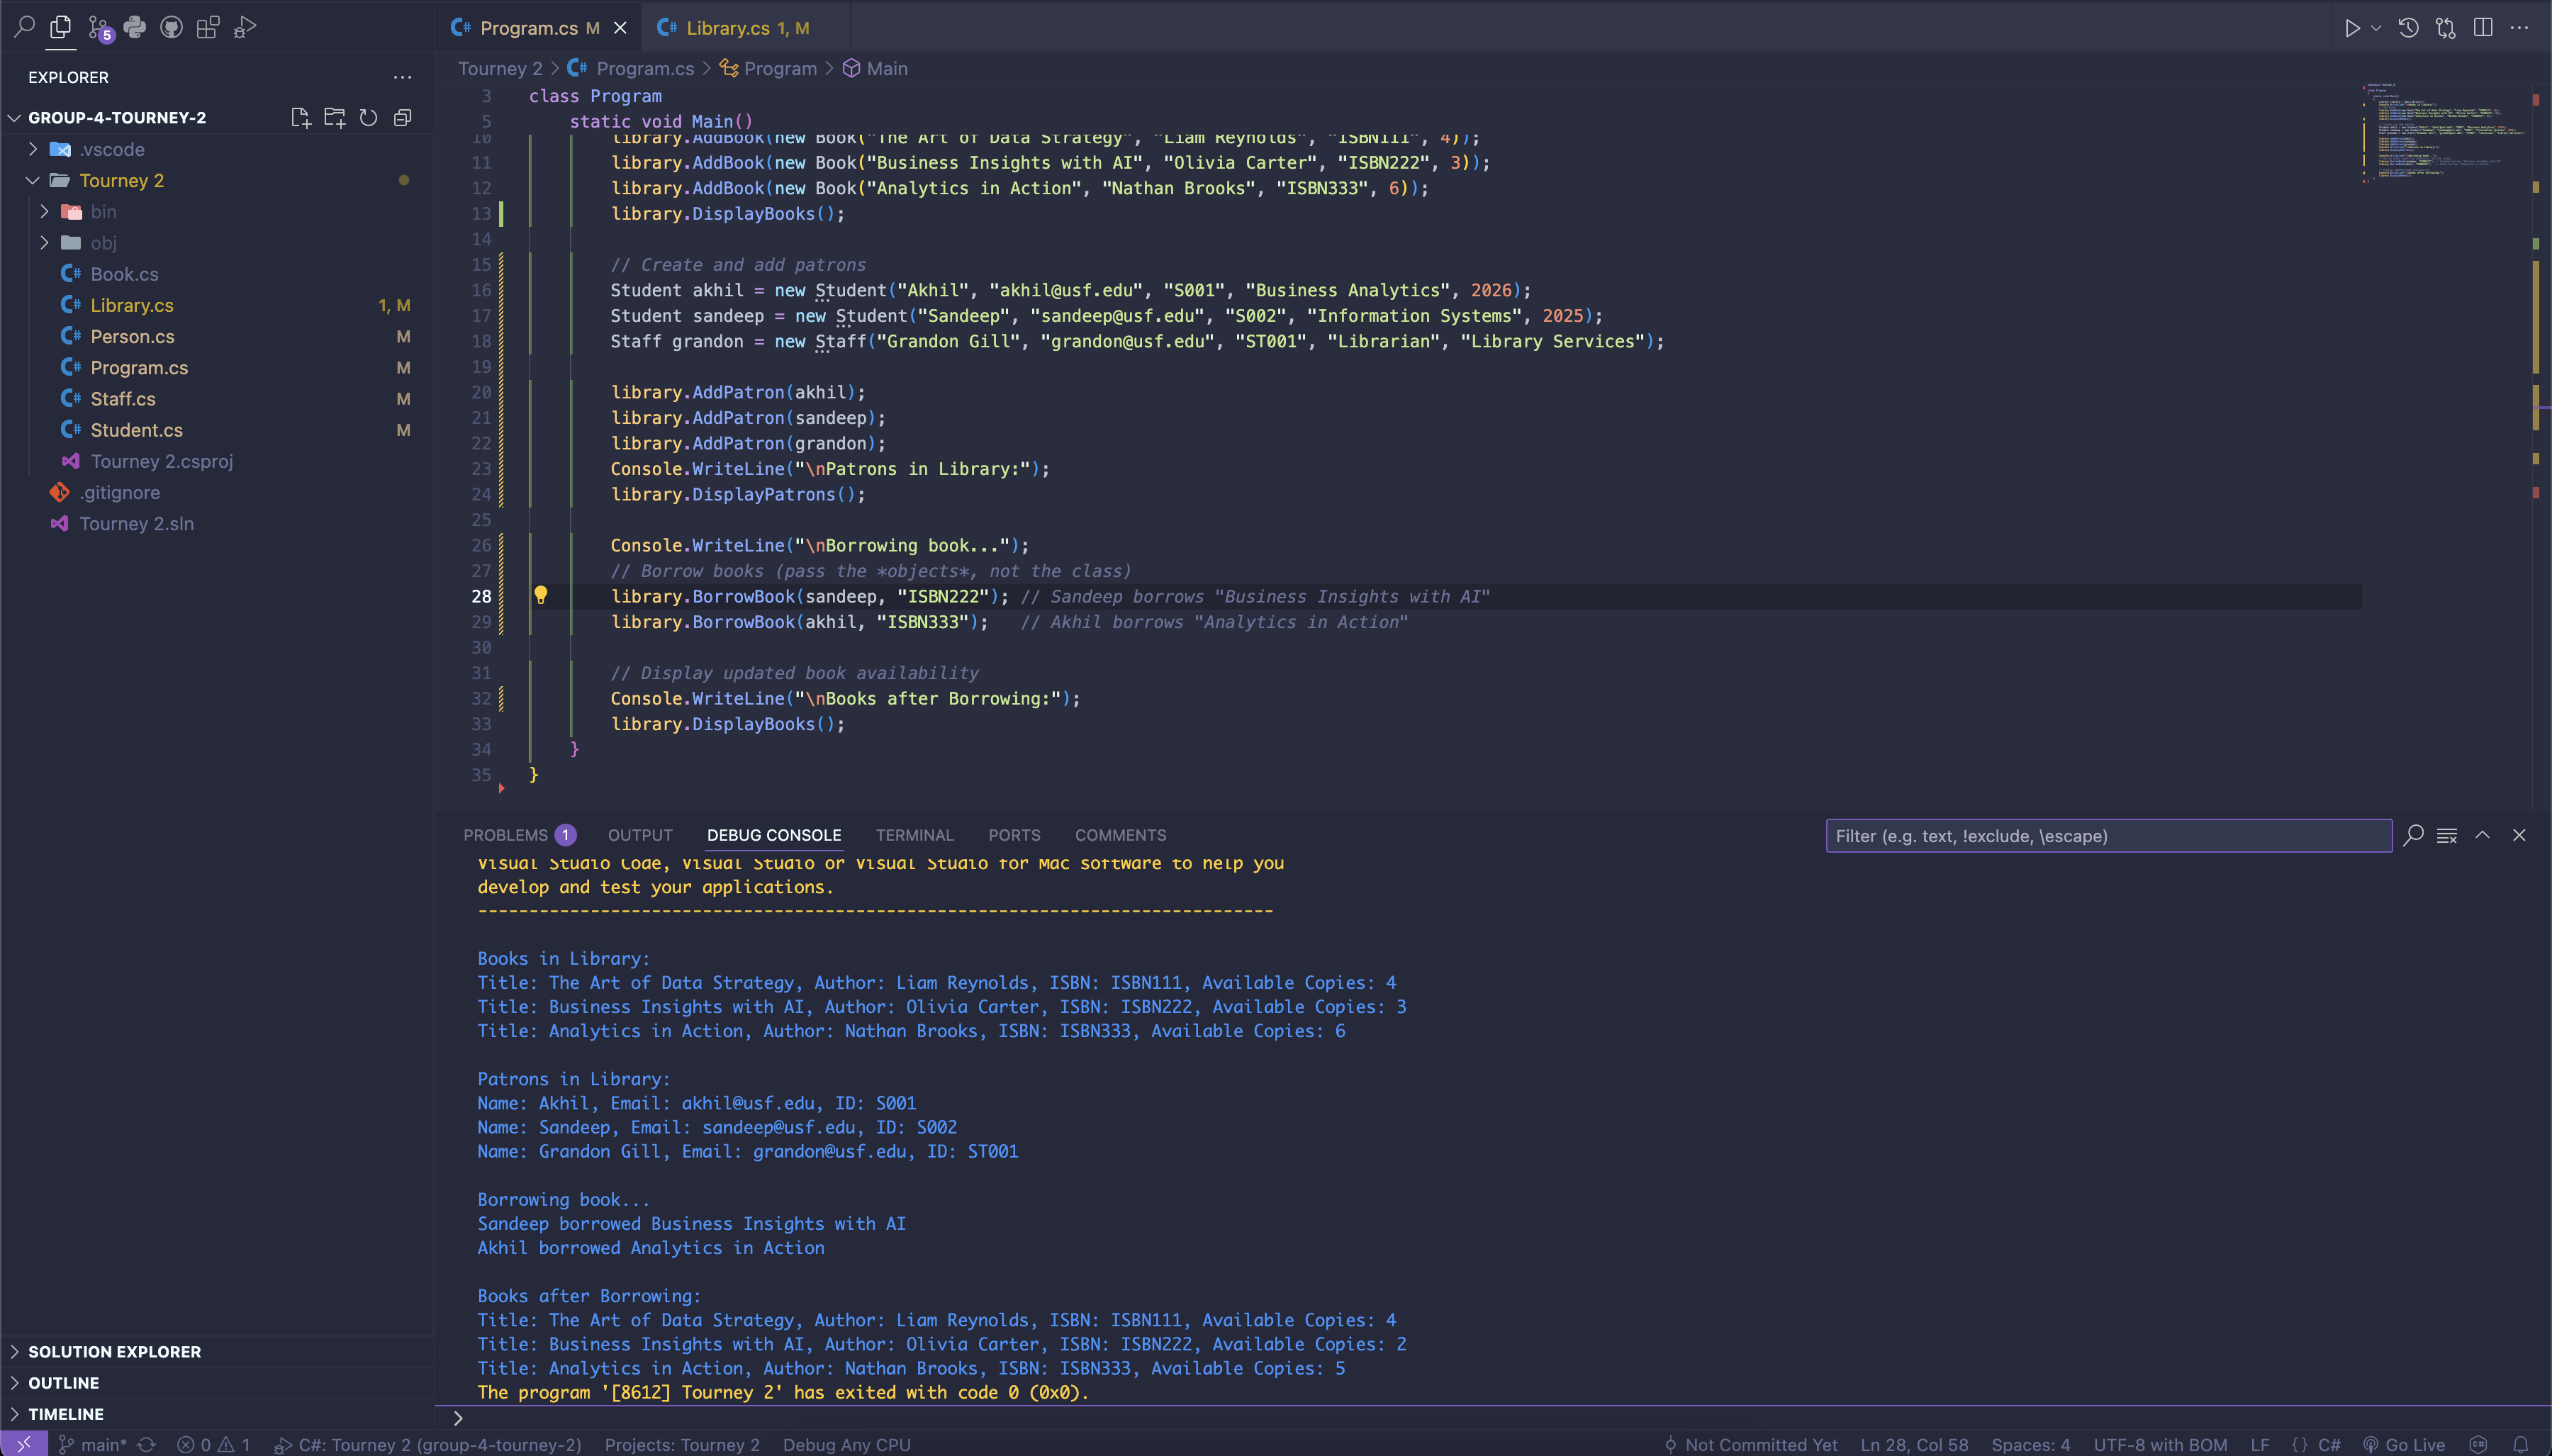 5
Program.cs M
Library.cs 1, M
EXPLORER
Tourney 2 > Program.cs > Program > Main
GROUP-4-TOURNEY-2
.vscode
Tourney 2
bin
obj
Book.cs
Library.cs 1, M
Person.cs M
Program.cs M
Staff.cs M
Student.cs M
Tourney 2.csproj
.gitignore
Tourney 2.sln
SOLUTION EXPLORER
OUTLINE
TIMELINE
3 class Program
5 static void Main()
10 library.AddBook(new Book("The Art of Data Strategy", "Liam Reynolds", "ISBN111", 4));
11 library.AddBook(new Book("Business Insights with AI", "Olivia Carter", "ISBN222", 3));
12 library.AddBook(new Book("Analytics in Action", "Nathan Brooks", "ISBN333", 6));
13 library.DisplayBooks();
14
15 // Create and add patrons
16 Student akhil = new Student("Akhil", "akhil@usf.edu", "S001", "Business Analytics", 2026);
17 Student sandeep = new Student("Sandeep", "sandeep@usf.edu", "S002", "Information Systems", 2025);
18 Staff grandon = new Staff("Grandon Gill", "grandon@usf.edu", "ST001", "Librarian", "Library Services");
19
20 library.AddPatron(akhil);
21 library.AddPatron(sandeep);
22 library.AddPatron(grandon);
23 Console.WriteLine("\nPatrons in Library:");
24 library.DisplayPatrons();
25
26 Console.WriteLine("\nBorrowing book...");
27 // Borrow books (pass the *objects*, not the class)
28 library.BorrowBook(sandeep, "ISBN222"); // Sandeep borrows "Business Insights with AI"
29 library.BorrowBook(akhil, "ISBN333"); // Akhil borrows "Analytics in Action"
30
31 // Display updated book availability
32 Console.WriteLine("\nBooks after Borrowing:");
33 library.DisplayBooks();
34 }
35 }
PROBLEMS 1 OUTPUT DEBUG CONSOLE TERMINAL PORTS COMMENTS
Filter (e.g. text, !exclude, \escape)
Visual Studio Code, Visual Studio or Visual Studio for Mac software to help you
develop and test your applications.
------------------------------------------------------------------------------
Books in Library:
Title: The Art of Data Strategy, Author: Liam Reynolds, ISBN: ISBN111, Available Copies: 4
Title: Business Insights with AI, Author: Olivia Carter, ISBN: ISBN222, Available Copies: 3
Title: Analytics in Action, Author: Nathan Brooks, ISBN: ISBN333, Available Copies: 6
Patrons in Library:
Name: Akhil, Email: akhil@usf.edu, ID: S001
Name: Sandeep, Email: sandeep@usf.edu, ID: S002
Name: Grandon Gill, Email: grandon@usf.edu, ID: ST001
Borrowing book...
Sandeep borrowed Business Insights with AI
Akhil borrowed Analytics in Action
Books after Borrowing:
Title: The Art of Data Strategy, Author: Liam Reynolds, ISBN: ISBN111, Available Copies: 4
Title: Business Insights with AI, Author: Olivia Carter, ISBN: ISBN222, Available Copies: 2
Title: Analytics in Action, Author: Nathan Brooks, ISBN: ISBN333, Available Copies: 5
The program '[8612] Tourney 2' has exited with code 0 (0x0).
main* 0 1 C#: Tourney 2 (group-4-tourney-2) Projects: Tourney 2 Debug Any CPU
Not Committed Yet Ln 28, Col 58 Spaces: 4 UTF-8 with BOM LF {} C# Go Live